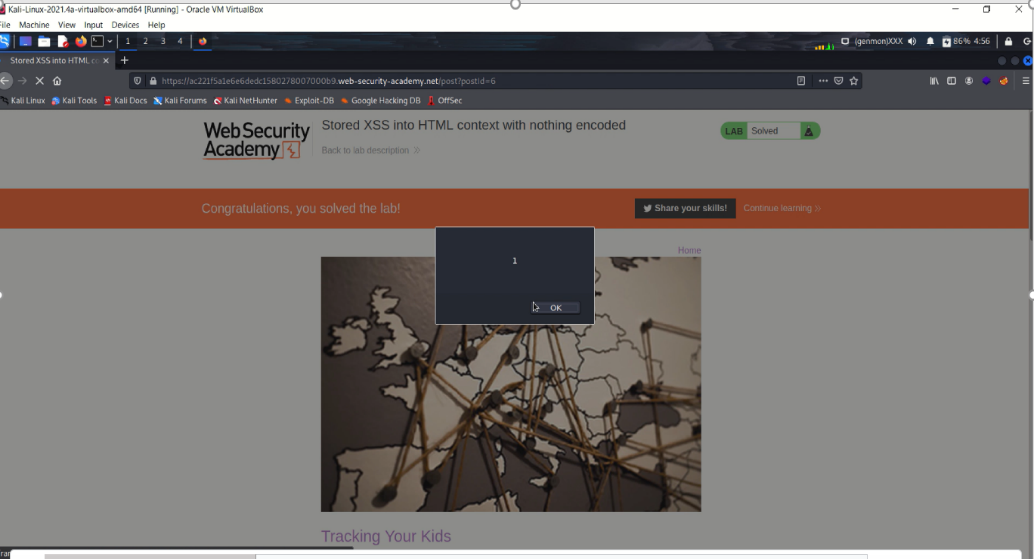 Kali-Linux-2021.4a-virtualbox-amd64 [Running] - Oracle VM VirtualBox
File Machine View Input Devices Help
1 2 3 4 (genmon)XXX 86% 4:56
Stored XSS into HTML co
https://ac221f5a1e6e6dedc1580278007000b9.web-security-academy.net/post?postId=6
Kali Linux Kali Tools Kali Docs Kali Forums Kali NetHunter Exploit-DB Google Hacking DB OffSec
Web Security Academy
Stored XSS into HTML context with nothing encoded
Back to lab description
LAB Solved
Congratulations, you solved the lab!
Share your skills!
Continue learning
Home
1
OK
Tracking Your Kids